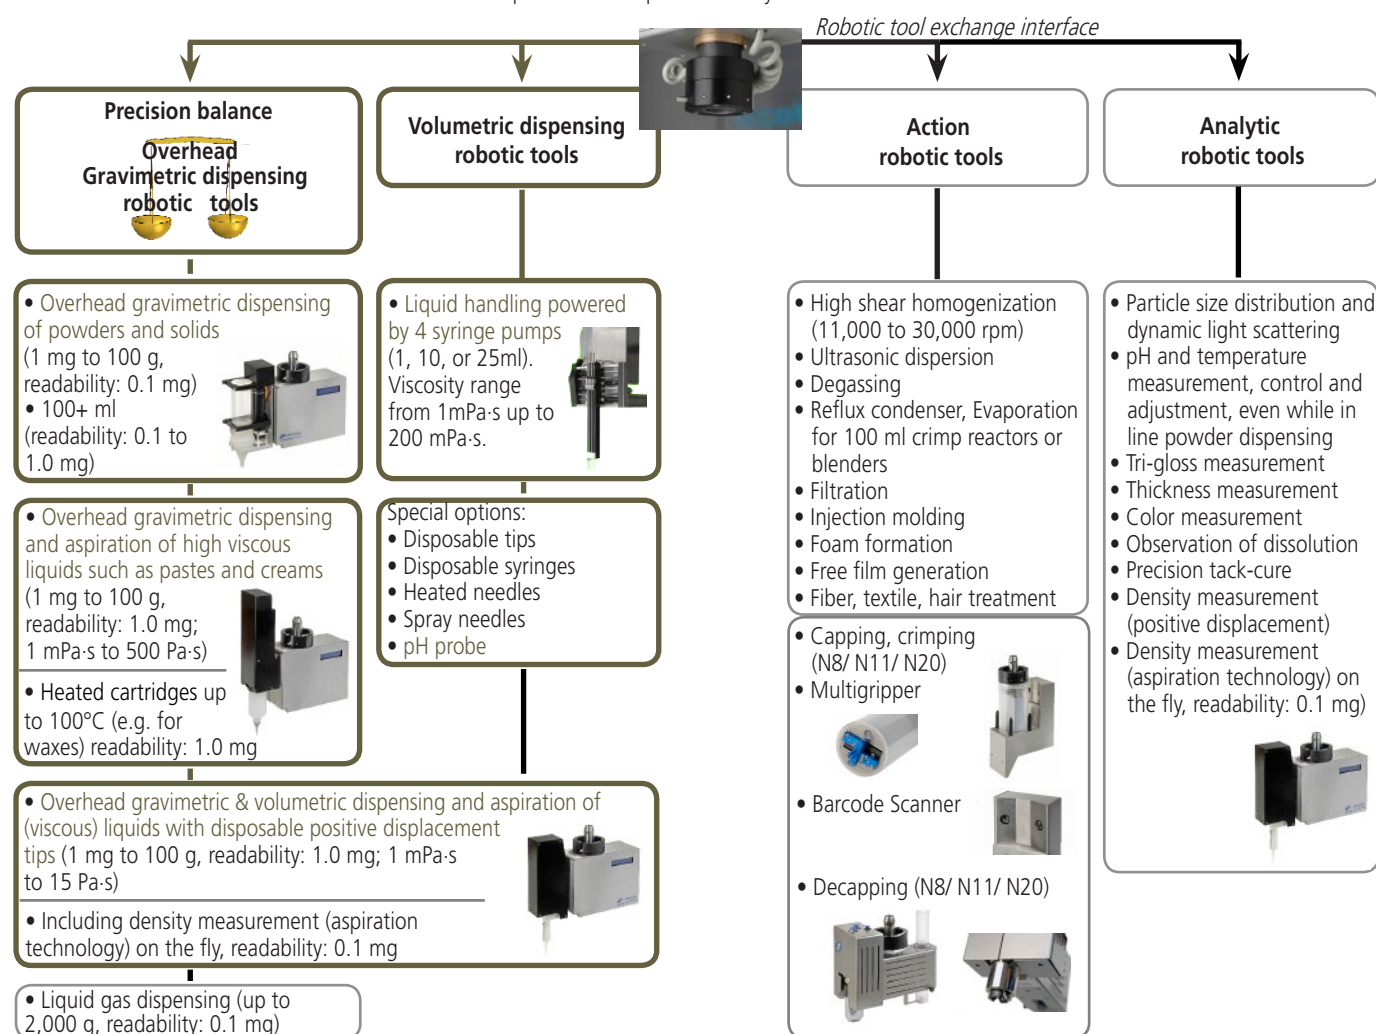 Robotic tool exchange interface
Precision balance
Overhead
Gravimetric dispensing
robotic tools
Volumetric dispensing
robotic tools
Action
robotic tools
Analytic
robotic tools
• Overhead gravimetric dispensing
of powders and solids
(1 mg to 100 g,
readability: 0.1 mg)
• 100+ ml
(readability: 0.1 to
1.0 mg)
• Overhead gravimetric dispensing
and aspiration of high viscous
liquids such as pastes and creams
(1 mg to 100 g,
readability: 1.0 mg;
1 mPa·s to 500 Pa·s)
• Heated cartridges up
to 100°C (e.g. for
waxes) readability: 1.0 mg
• Liquid handling powered
by 4 syringe pumps
(1, 10, or 25ml).
Viscosity range
from 1mPa·s up to
200 mPa·s.
Special options:
• Disposable tips
• Disposable syringes
• Heated needles
• Spray needles
• pH probe
• Overhead gravimetric & volumetric dispensing and aspiration of
(viscous) liquids with disposable positive displacement
tips (1 mg to 100 g, readability: 1.0 mg; 1 mPa·s
to 15 Pa·s)
• Including density measurement (aspiration
technology) on the fly, readability: 0.1 mg
• Liquid gas dispensing (up to
2,000 g, readability: 0.1 mg)
• High shear homogenization
(11,000 to 30,000 rpm)
• Ultrasonic dispersion
• Degassing
• Reflux condenser, Evaporation
for 100 ml crimp reactors or
blenders
• Filtration
• Injection molding
• Foam formation
• Free film generation
• Fiber, textile, hair treatment
• Capping, crimping
(N8/ N11/ N20)
• Multigripper
• Barcode Scanner
• Decapping (N8/ N11/ N20)
• Particle size distribution and
dynamic light scattering
• pH and temperature
measurement, control and
adjustment, even while in
line powder dispensing
• Tri-gloss measurement
• Thickness measurement
• Color measurement
• Observation of dissolution
• Precision tack-cure
• Density measurement
(positive displacement)
• Density measurement
(aspiration technology) on
the fly, readability: 0.1 mg)